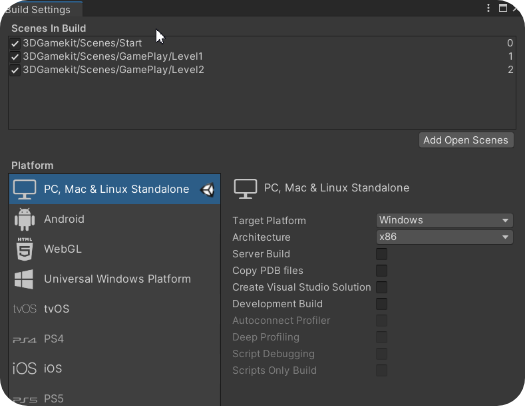 Build Settings
Scenes In Build
3DGamekit/Scenes/Start 0
3DGamekit/Scenes/GamePlay/Level1 1
3DGamekit/Scenes/GamePlay/Level2 2
Add Open Scenes
Platform
PC, Mac & Linux Standalone
Android
HTML 5 WebGL
Universal Windows Platform
tvOS tvOS
PS4 PS4
iOS iOS
PS5 PS5
PC, Mac & Linux Standalone
Target Platform Windows
Architecture x86
Server Build
Copy PDB files
Create Visual Studio Solution
Development Build
Autoconnect Profiler
Deep Profiling
Script Debugging
Scripts Only Build